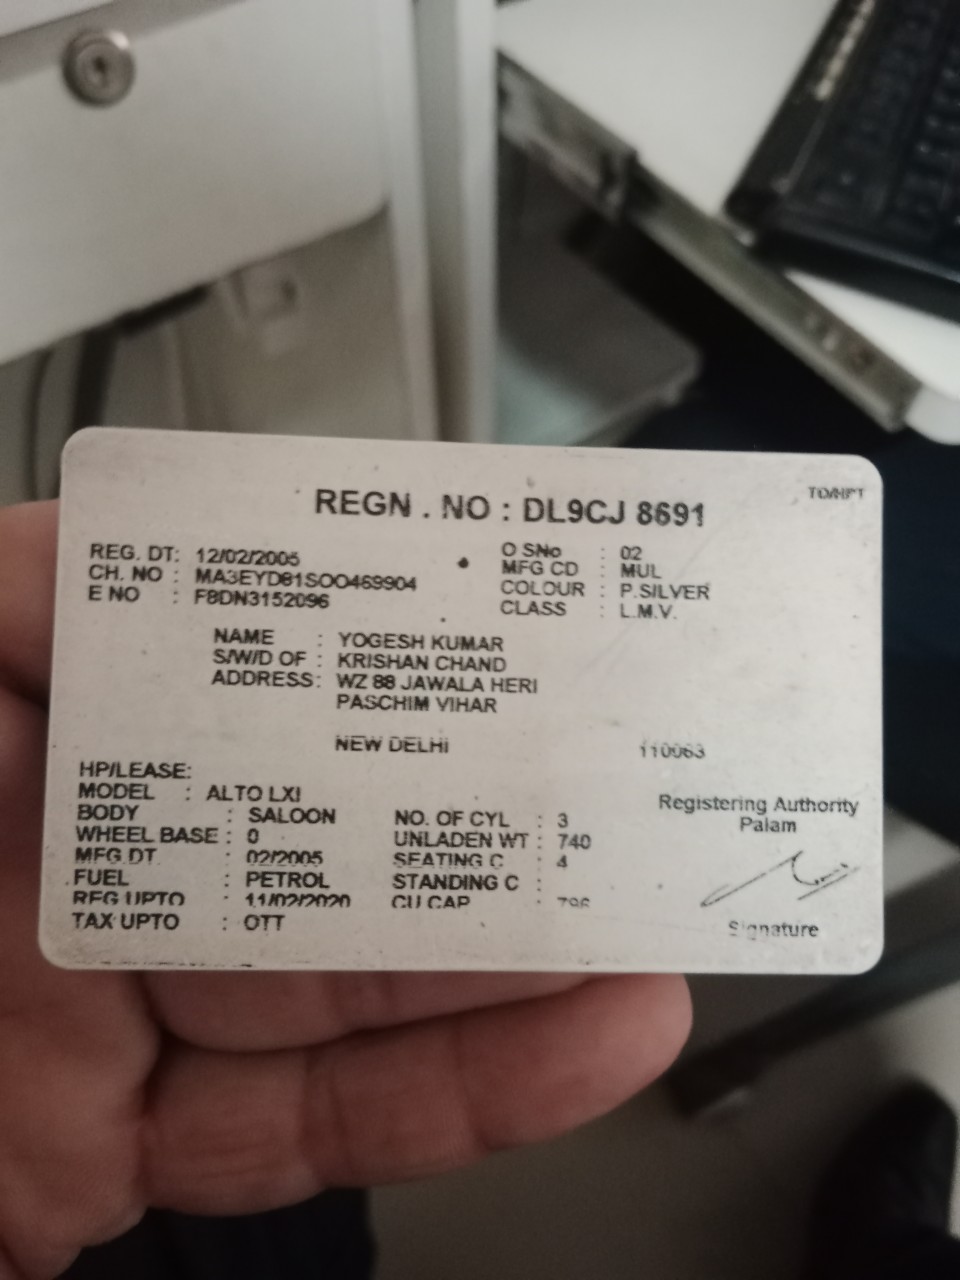 TO/HPT
REGN . NO : DL9CJ 8691
REG. DT: 12/02/2005 O SNo : 02
CH. NO : MA3EYD81SOO469904 MFG CD : MUL
E NO : F8DN3152096 COLOUR : P.SILVER
CLASS : L.M.V.
NAME : YOGESH KUMAR
S/W/D OF : KRISHAN CHAND
ADDRESS : WZ 88 JAWALA HERI
PASCHIM VIHAR
NEW DELHI 110063
HP/LEASE:
MODEL : ALTO LXI
BODY : SALOON NO. OF CYL : 3
WHEEL BASE : 0 UNLADEN WT : 740
MFG DT. : 02/2005 SEATING C : 4
FUEL : PETROL STANDING C :
REG UPTO : 11/02/2020 CU CAP : 796
TAX UPTO : OTT
Registering Authority
Palam
Signature